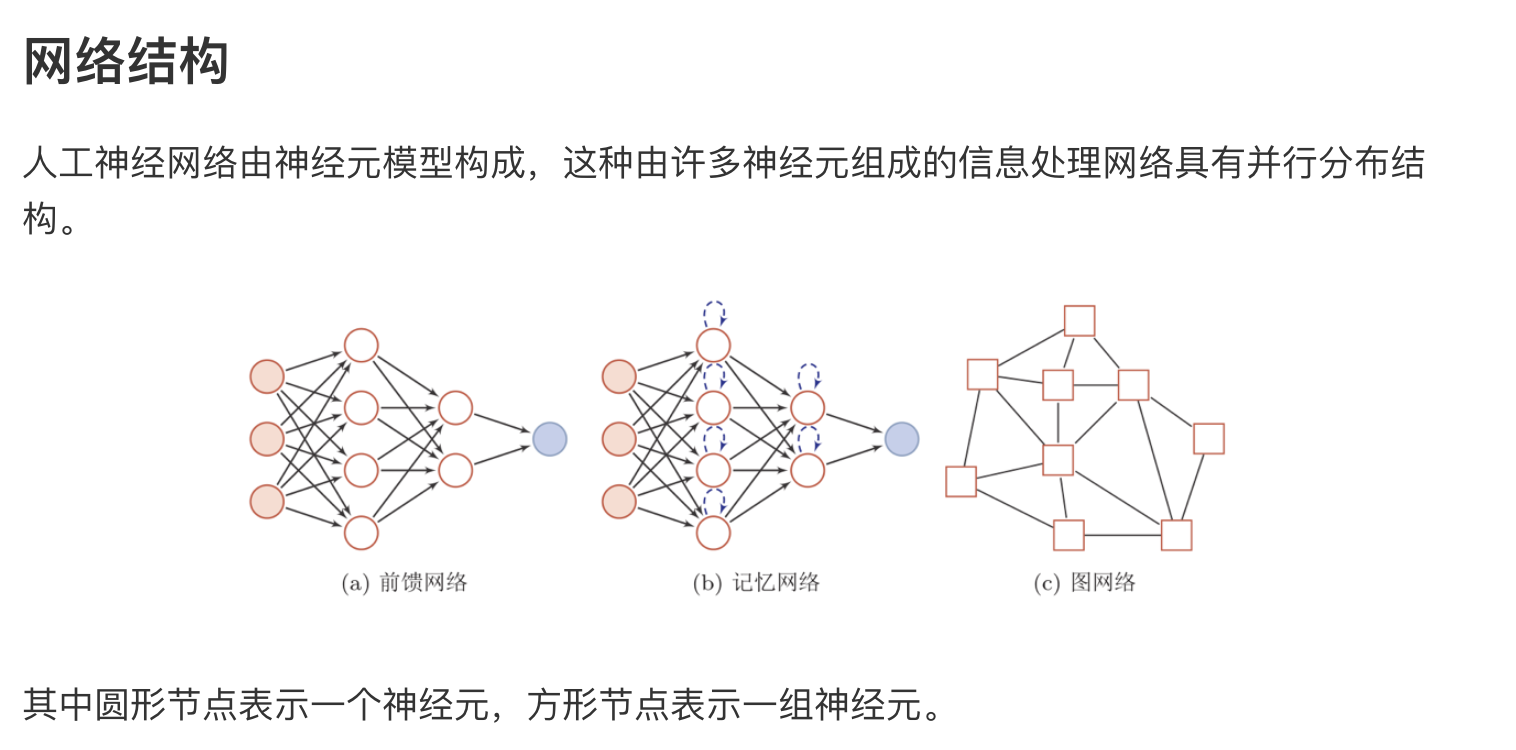 网络结构
人工神经网络由神经元模型构成，这种由许多神经元组成的信息处理网络具有并行分布结
构。
(a) 前馈网络
(b) 记忆网络
(c) 图网络
其中圆形节点表示一个神经元，方形节点表示一组神经元。